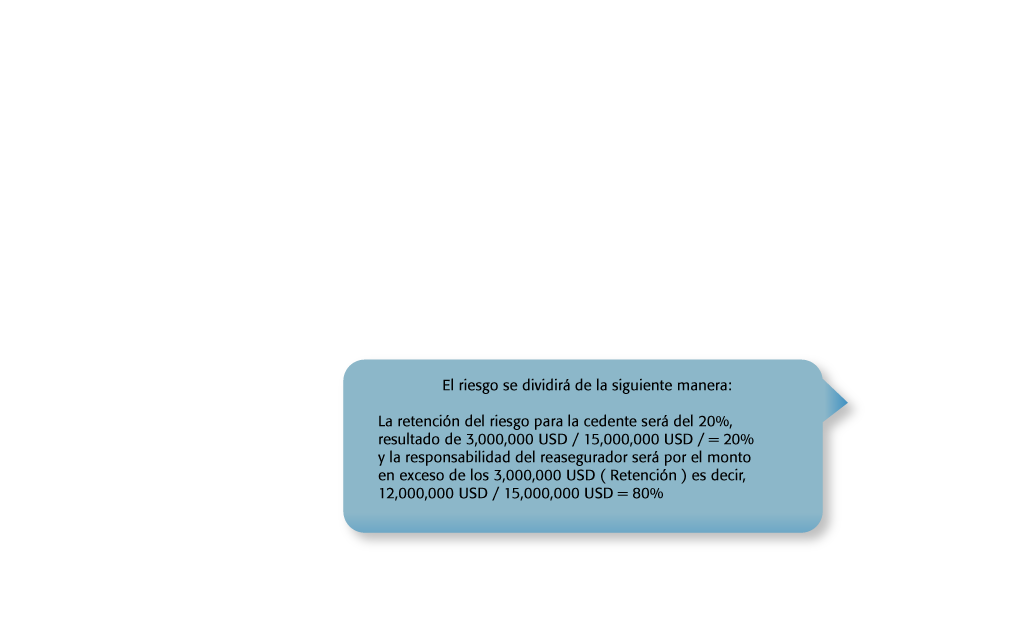 El riesgo se dividirá de la siguiente manera:
La retención del riesgo para la cedente será del 20%,
resultado de 3,000,000 USD / 15,000,000 USD / = 20%
y la responsabilidad del reasegurador será por el monto
en exceso de los 3,000,000 USD ( Retención ) es decir,
12,000,000 USD / 15,000,000 USD = 80%